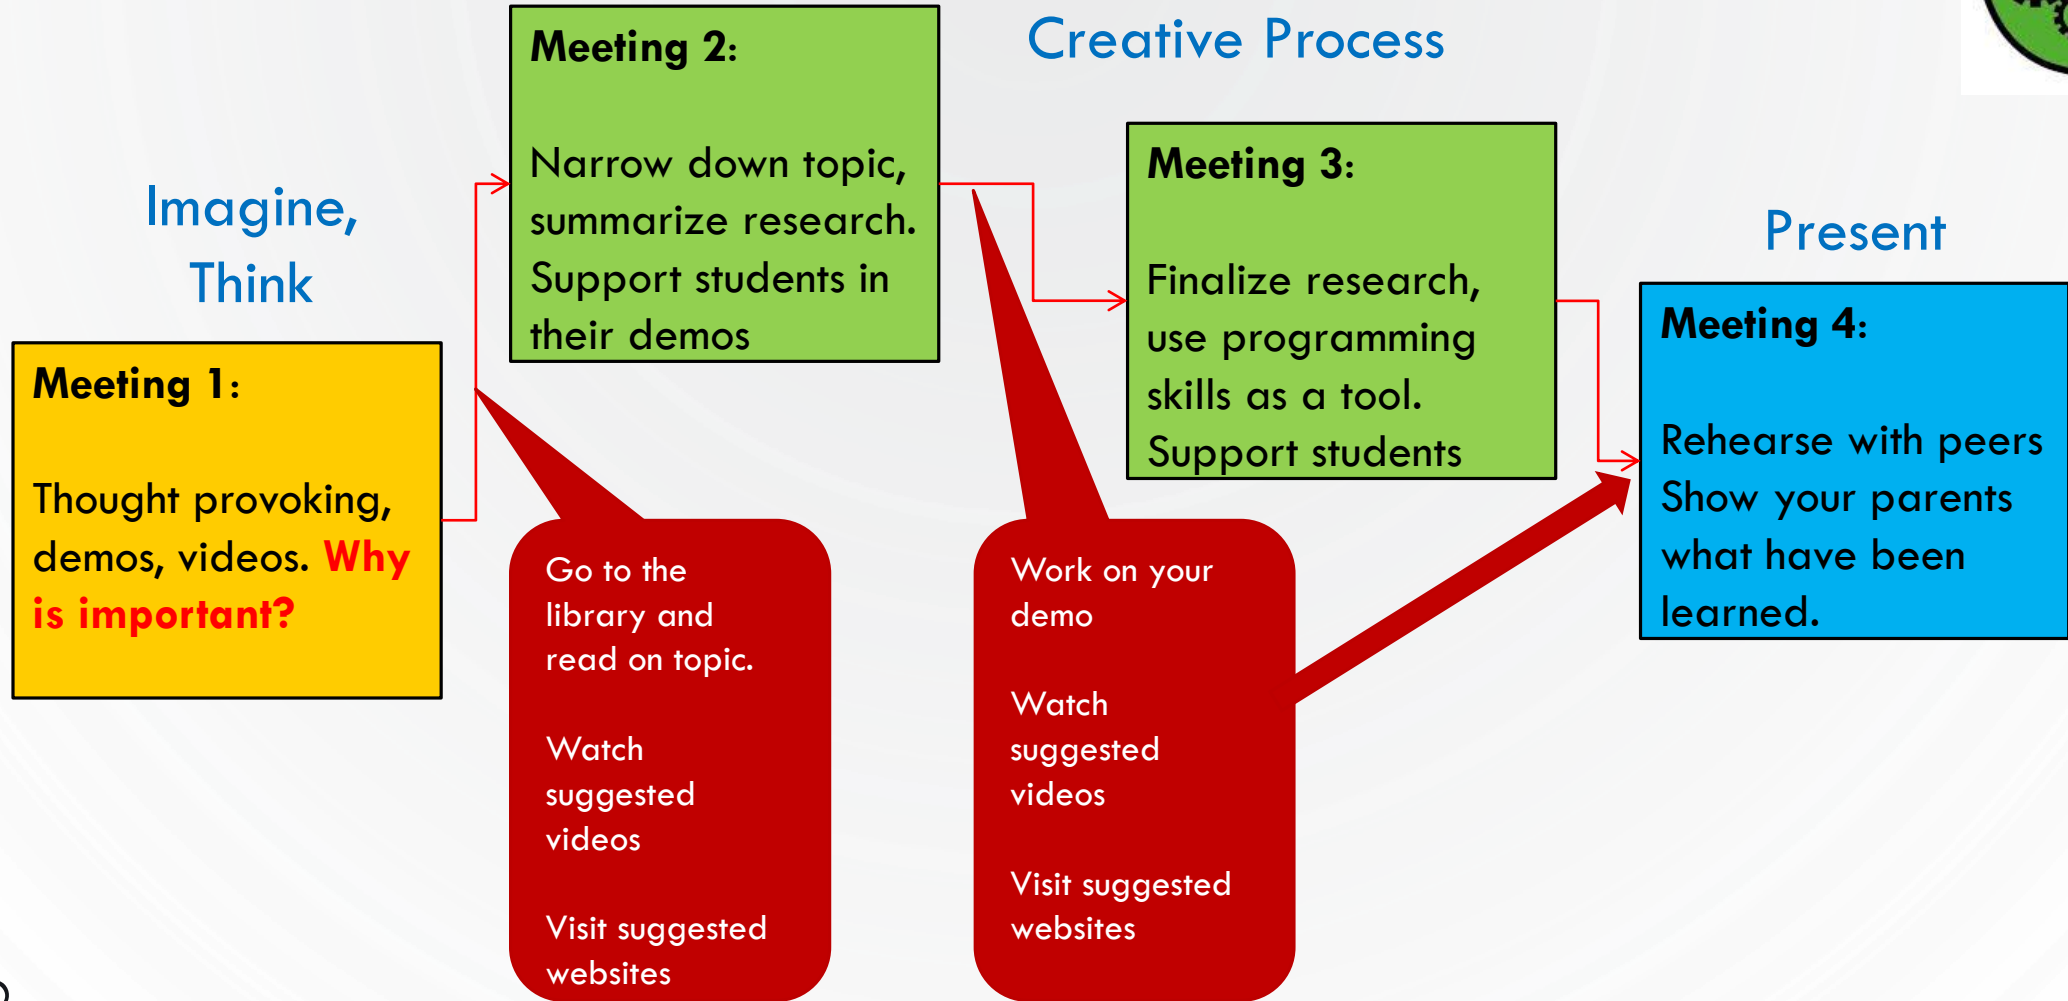 Imagine,
Think
Meeting 1:
Thought provoking,
demos, videos. Why
is important?
Meeting 2:
Narrow down topic,
summarize research.
Support students in
their demos
Creative Process
Meeting 3:
Finalize research,
use programming
skills as a tool.
Support students
Present
Meeting 4:
Rehearse with peers
Show your parents
what have been
learned.
Go to the
library and
read on topic.
Watch
suggested
videos
Visit suggested
websites
Work on your
demo
Watch
suggested
videos
Visit suggested
websites